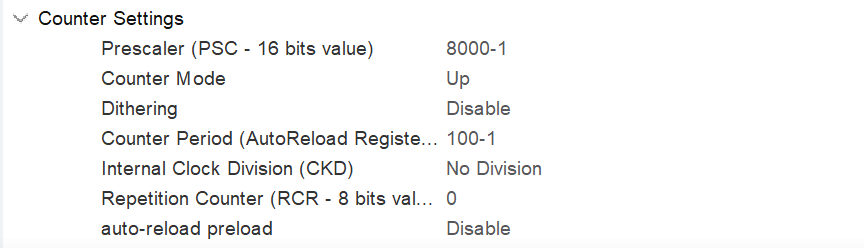 Counter Settings
Prescaler (PSC - 16 bits value) 8000-1
Counter Mode Up
Dithering Disable
Counter Period (AutoReload Registe... 100-1
Internal Clock Division (CKD) No Division
Repetition Counter (RCR - 8 bits val... 0
auto-reload preload Disable